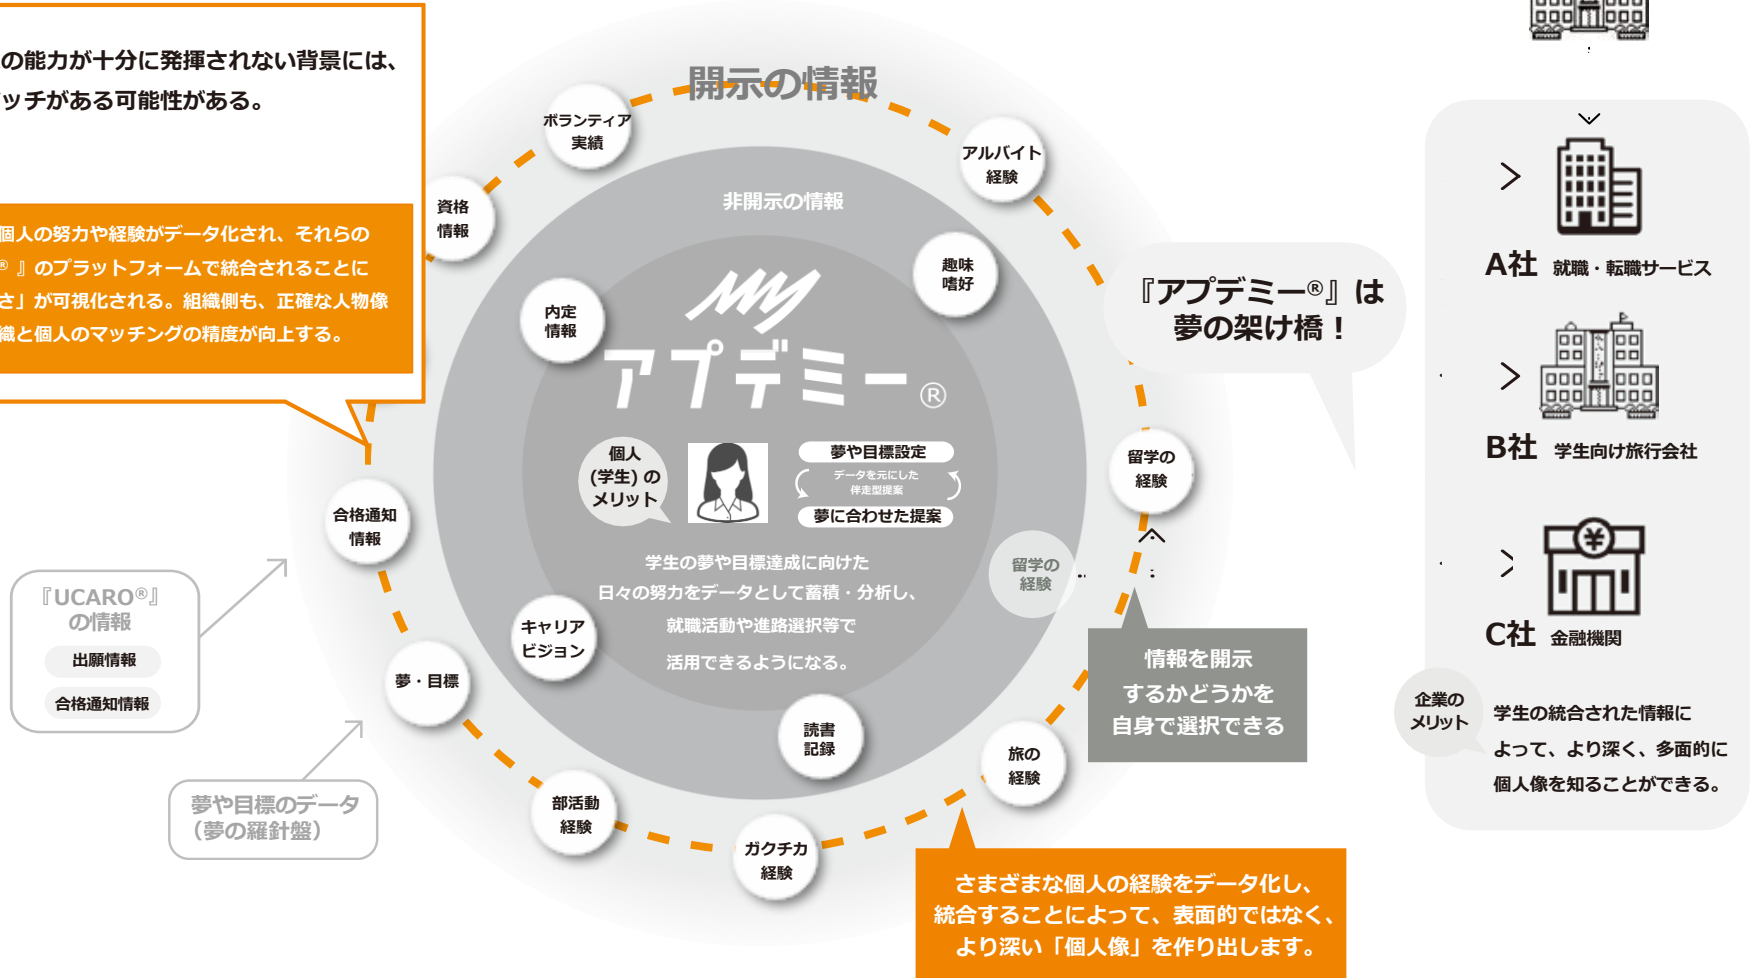 の能力が十分に発揮されない背景には、
ッチがある可能性がある。
個人の努力や経験がデータ化され、それらの
® 』のプラットフォームで統合されることに
さ」が可視化される。組織側も、正確な人物像
織と個人のマッチングの精度が向上する。
開示の情報
ボランティア
実績
アルバイト
経験
資格
情報
非開示の情報
趣味
嗜好
内定
情報
my
アプデミー®
『アプデミー®』は
夢の架け橋！
個人
(学生) の
メリット
夢や目標設定
データを元にした
伴走型提案
夢に合わせた提案
学生の夢や目標達成に向けた
日々の努力をデータとして蓄積・分析し、
就職活動や進路選択等で
活用できるようになる。
留学の
経験
留学の
経験
合格通知
情報
『UCARO®』
の情報
出願情報
合格通知情報
キャリア
ビジョン
夢・目標
読書
記録
情報を開示
するかどうかを
自身で選択できる
旅の
経験
夢や目標のデータ
（夢の羅針盤）
部活動
経験
ガクチカ
経験
さまざまな個人の経験をデータ化し、
統合することによって、表面的ではなく、
より深い「個人像」を作り出します。
A社 就職・転職サービス
B社 学生向け旅行会社
¥
C社 金融機関
企業の
メリット
学生の統合された情報に
よって、より深く、多面的に
個人像を知ることができる。